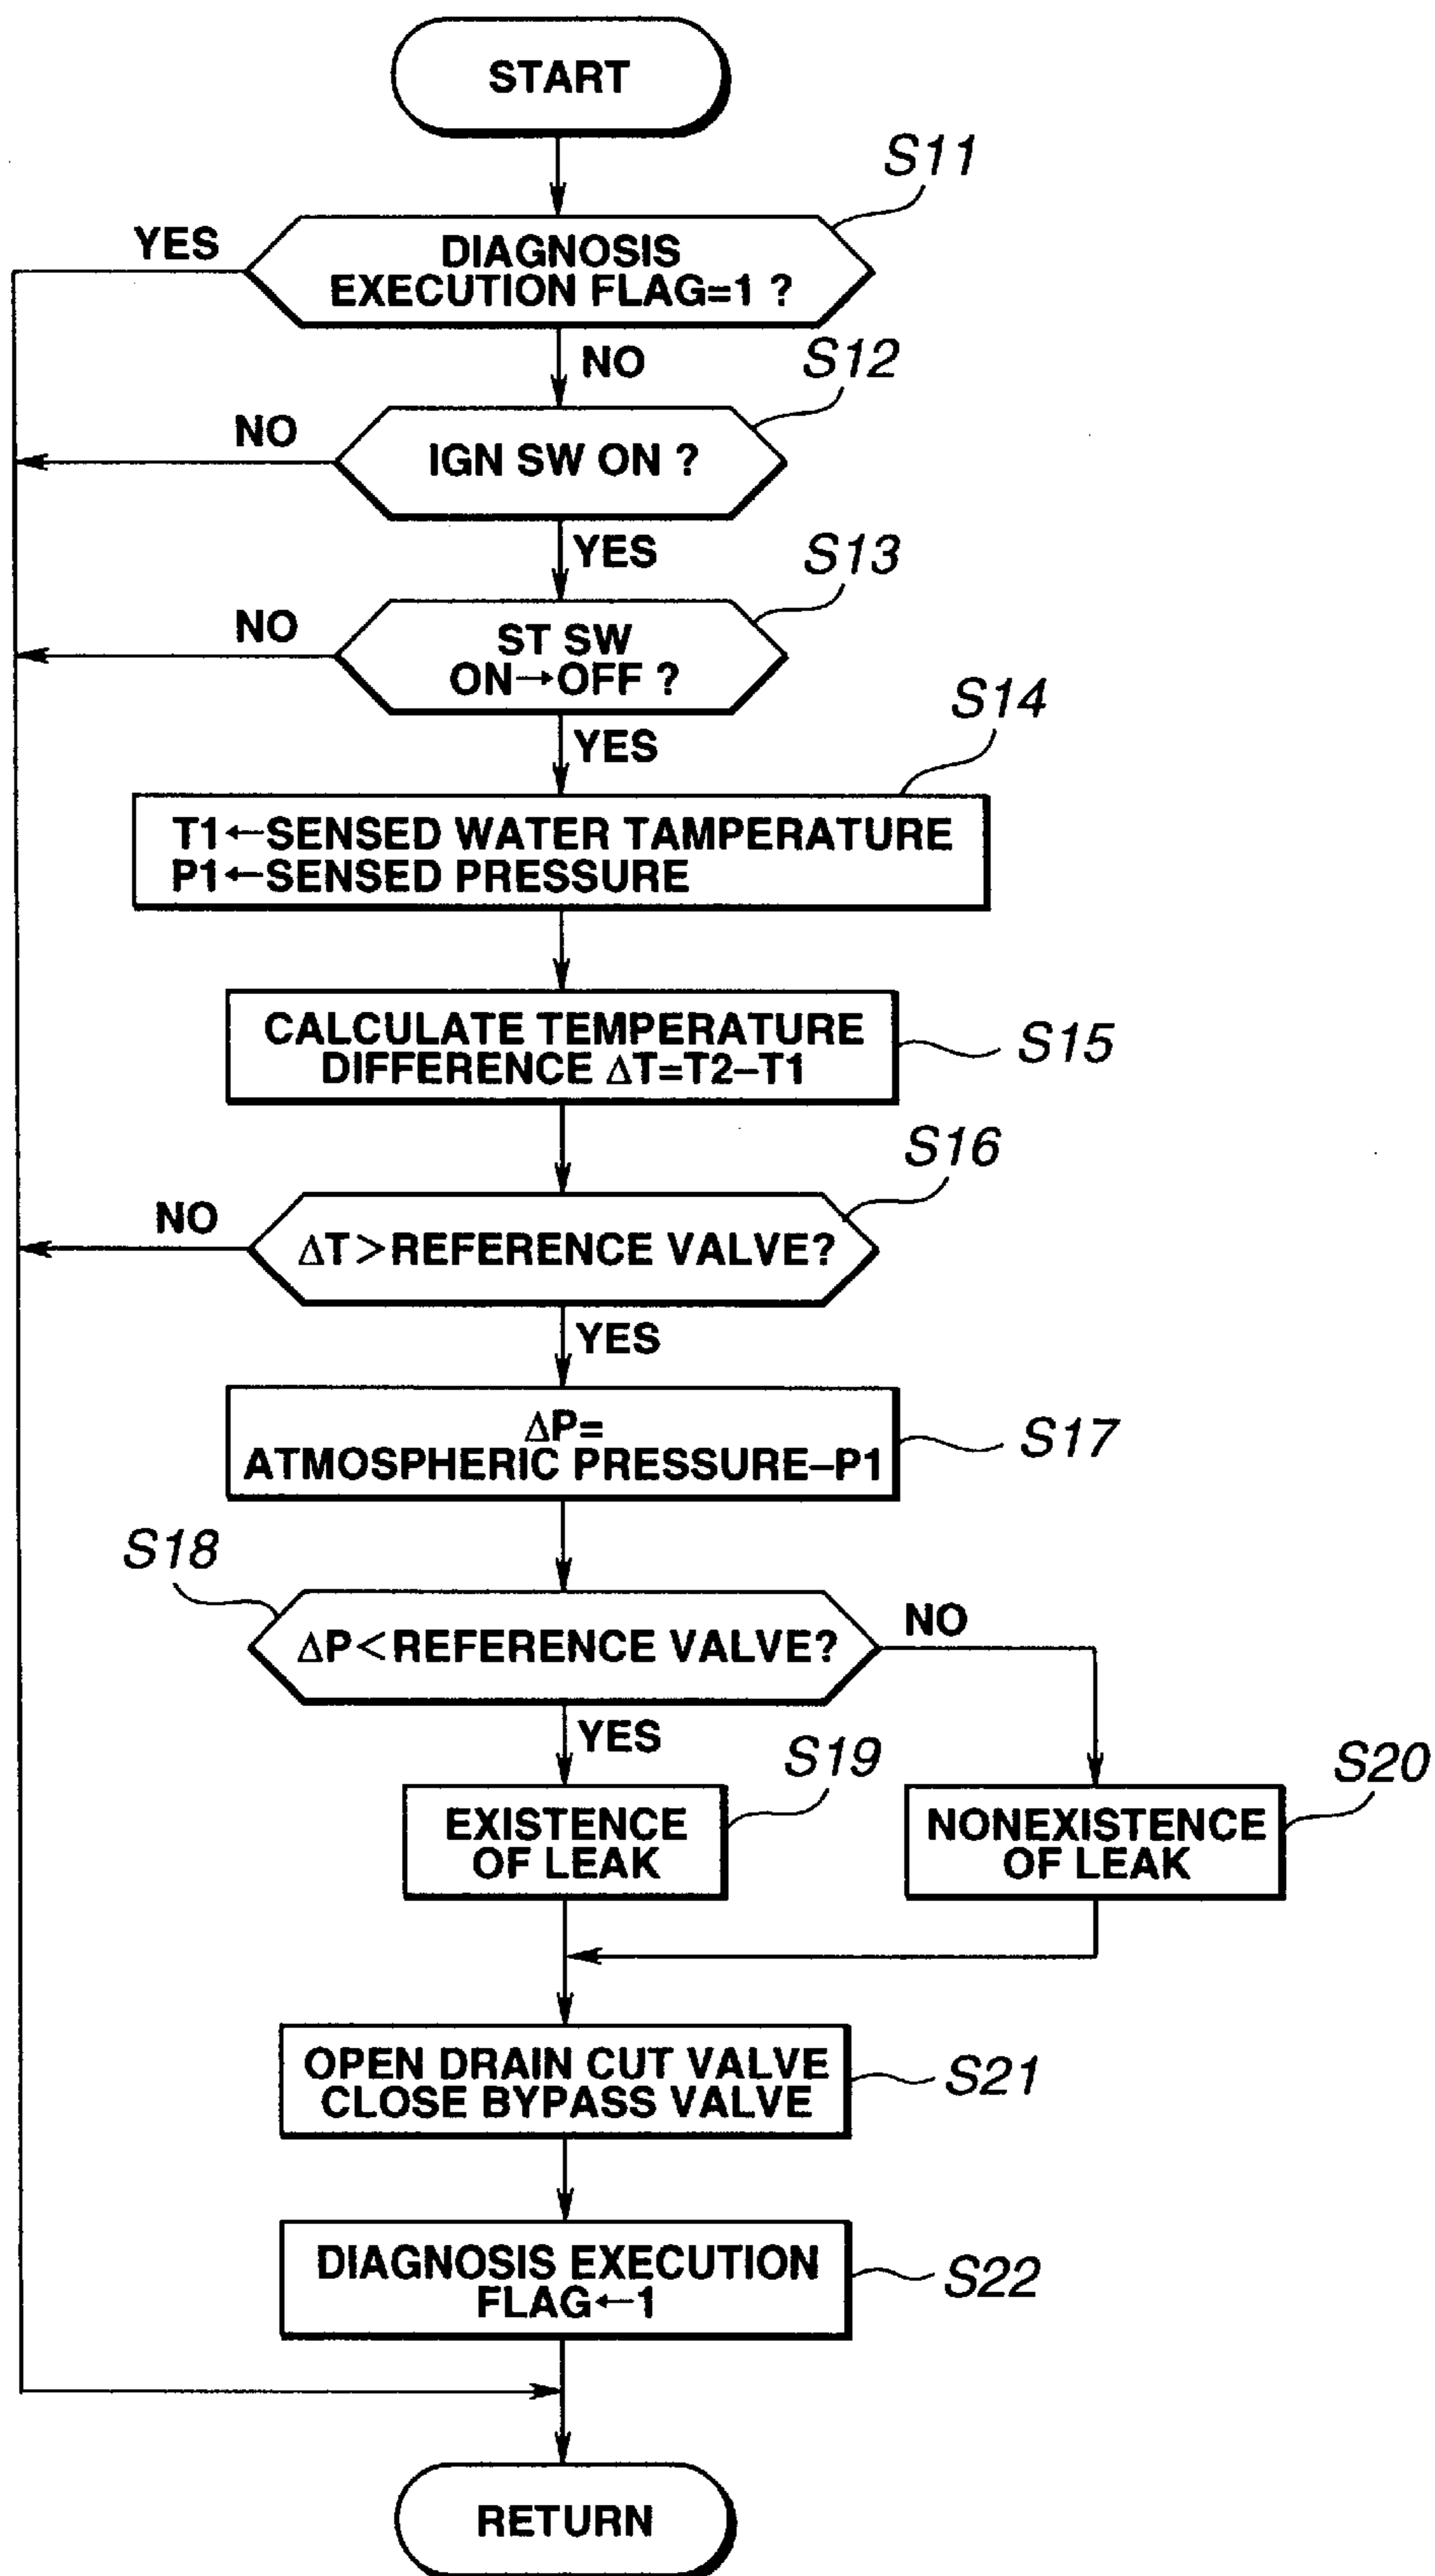 START
S11
YES
DIAGNOSIS
EXECUTION FLAG=1 ?
NO
S12
NO
IGN SW ON ?
YES
S13
NO
ST SW
ON→OFF ?
YES
S14
T1←SENSED WATER TAMPERATURE
P1←SENSED PRESSURE
CALCULATE TEMPERATURE
DIFFERENCE ΔT=T2–T1
S15
S16
NO
ΔT>REFERENCE VALVE?
YES
ΔP=
ATMOSPHERIC PRESSURE–P1
S17
S18
ΔP<REFERENCE VALVE?
NO
YES
S19
S20
EXISTENCE
OF LEAK
NONEXISTENCE
OF LEAK
OPEN DRAIN CUT VALVE
CLOSE BYPASS VALVE
S21
DIAGNOSIS EXECUTION
FLAG←1
S22
RETURN